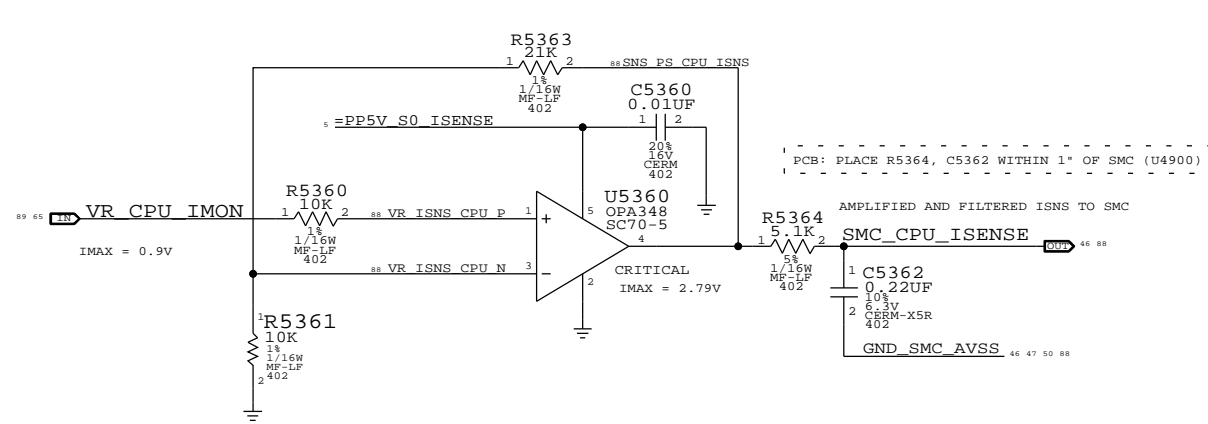 R5363
21K
1 2
88 SNS_PS_CPU_ISNS
1%
1/16W
MF-LF
402
C5360
0.01UF
1 2
20%
16V
CERM
402
5 =PP5V_S0_ISENSE
PCB: PLACE R5364, C5362 WITHIN 1" OF SMC (U4900)
89 65 IN VR_CPU_IMON
IMAX = 0.9V
R5360
10K
1 2
1%
1/16W
MF-LF
402
88 VR_ISNS_CPU_P
1
+
88 VR_ISNS_CPU_N
3
−
5
U5360
OPA348
SC70-5
4
2
CRITICAL
IMAX = 2.79V
AMPLIFIED AND FILTERED ISNS TO SMC
R5364
5.1K
1 2
5%
1/16W
MF-LF
402
SMC_CPU_ISENSE
OUT 46 88
1
C5362
0.22UF
10%
6.3V
CERM-X5R
402
2
GND_SMC_AVSS 46 47 50 88
1
R5361
10K
1%
1/16W
MF-LF
402
2